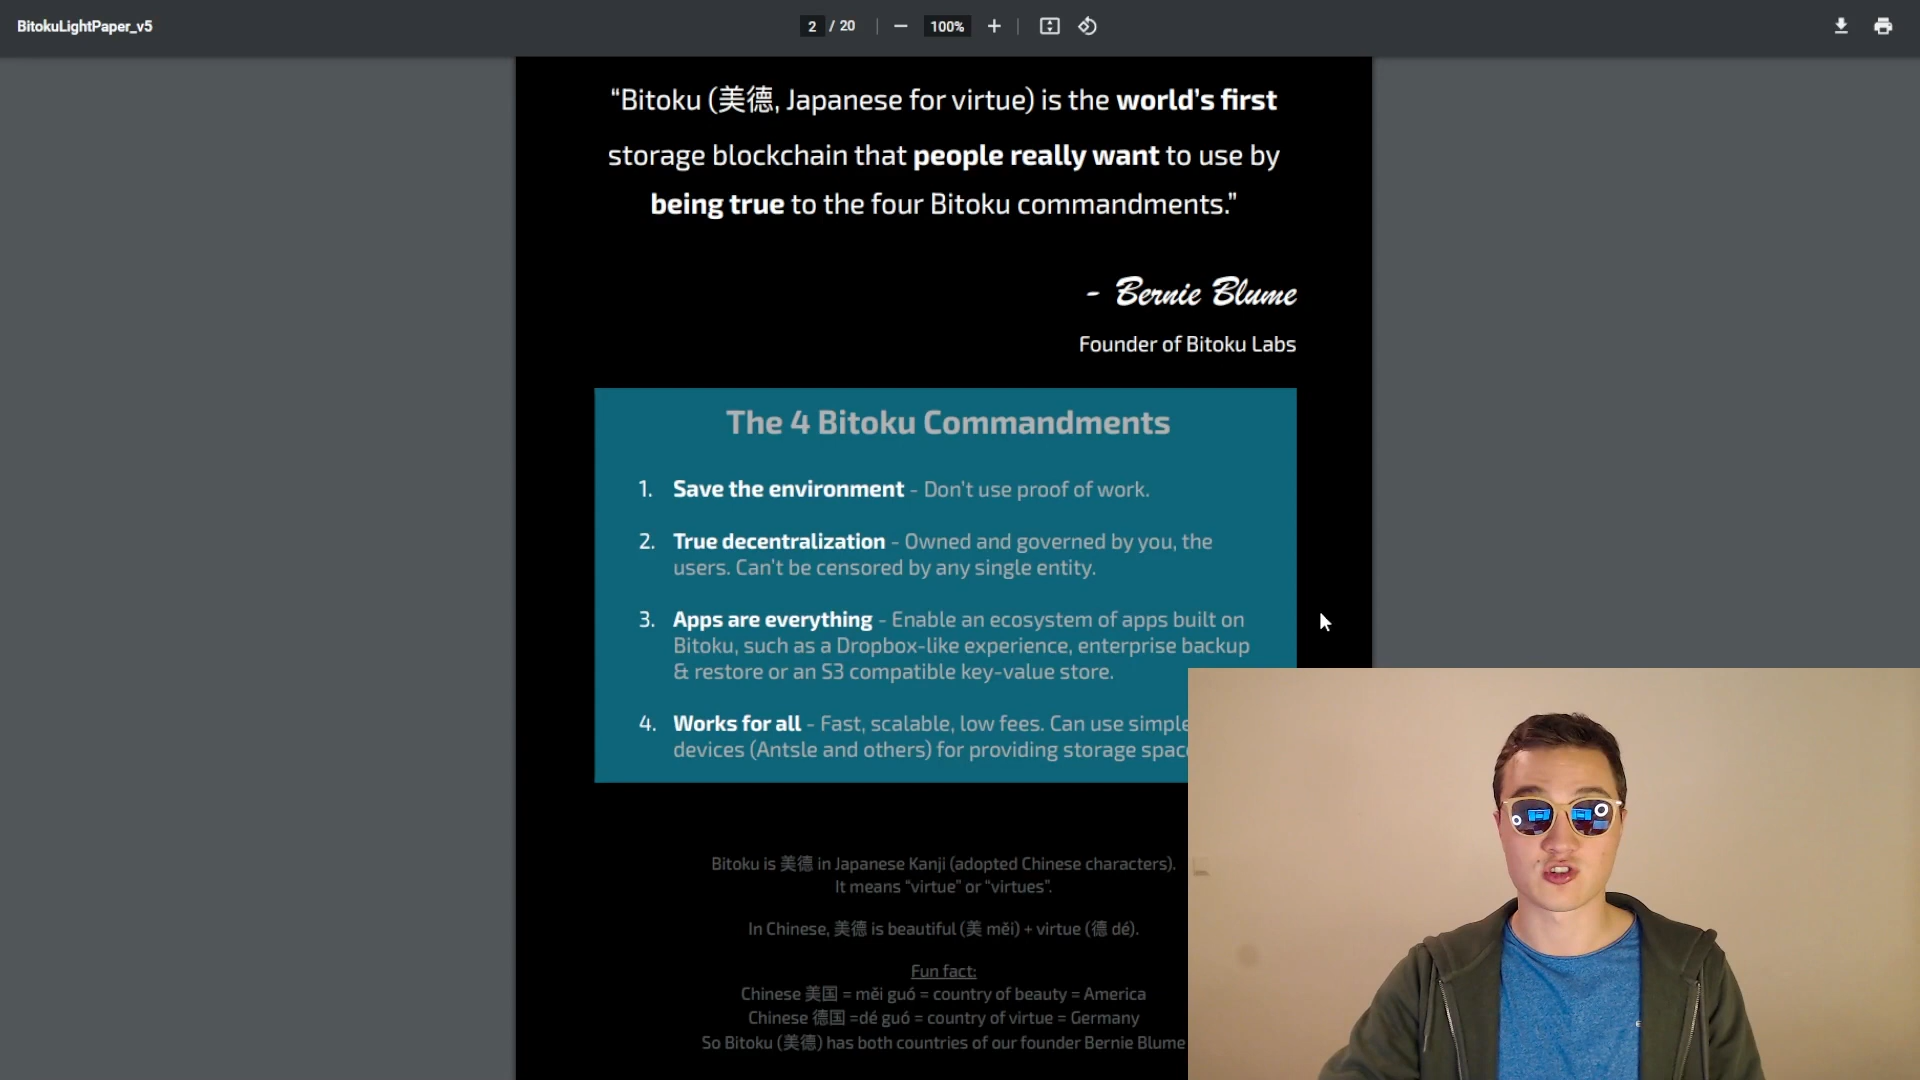 BitokuLightPaper_v5
2 / 20
100%
“Bitoku (美德, Japanese for virtue) is the world’s first
storage blockchain that people really want to use by
being true to the four Bitoku commandments.”
- Bernie Blume
Founder of Bitoku Labs
The 4 Bitoku Commandments
1. Save the environment - Don’t use proof of work.
2. True decentralization - Owned and governed by you, the
users. Can’t be censored by any single entity.
3. Apps are everything - Enable an ecosystem of apps built on
Bitoku, such as a Dropbox-like experience, enterprise backup
& restore or an S3 compatible key-value store.
4. Works for all - Fast, scalable, low fees. Can use simple
devices (Antsle and others) for providing storage spac
Bitoku is 美德 in Japanese Kanji (adopted Chinese characters).
It means “virtue” or “virtues”.
In Chinese, 美德 is beautiful (美 měi) + virtue (德 dé).
Fun fact:
Chinese 美国 = měi guó = country of beauty = America
Chinese 德国 =dé guó = country of virtue = Germany
So Bitoku (美德) has both countries of our founder Bernie Blume